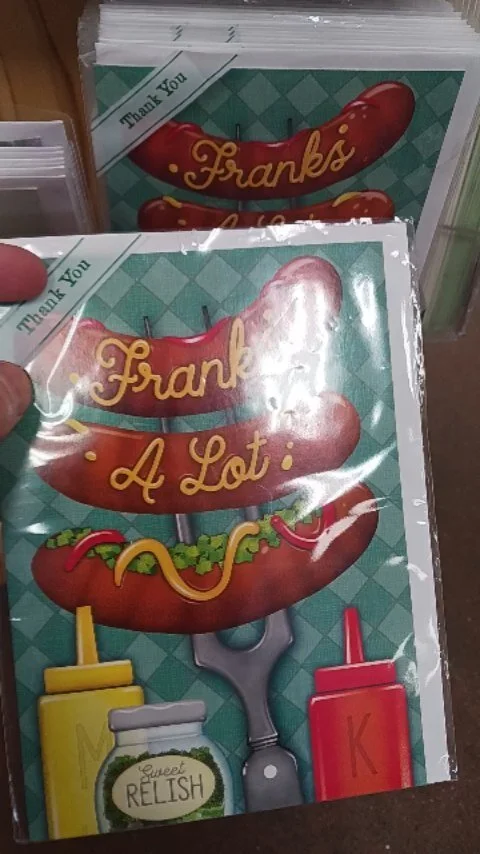 Thank You
Franks
Thank You
Frank
A Lot
M
K
Sweet
RELISH